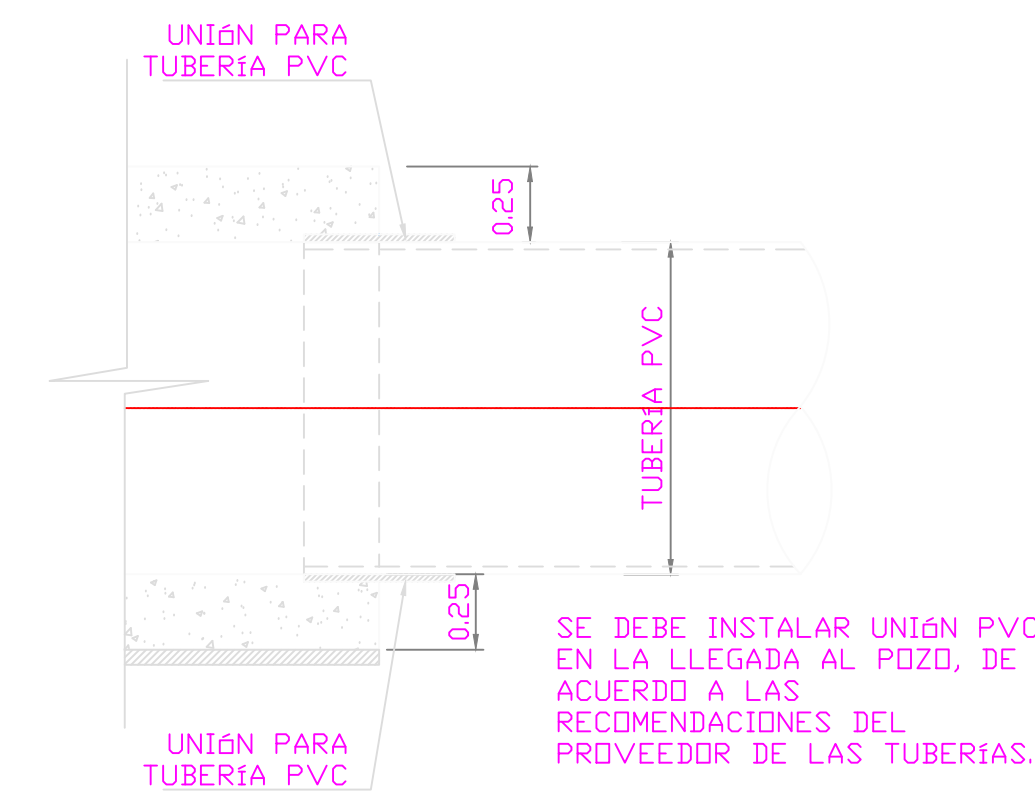 UNIóN PARA
TUBERíA PVC
0.25
TUBERíA PVC
0.25
SE DEBE INSTALAR UNIóN PVC
EN LA LLEGADA AL POZO, DE
ACUERDO A LAS
RECOMENDACIONES DEL
PROVEEDOR DE LAS TUBERíAS.
UNIóN PARA
TUBERíA PVC